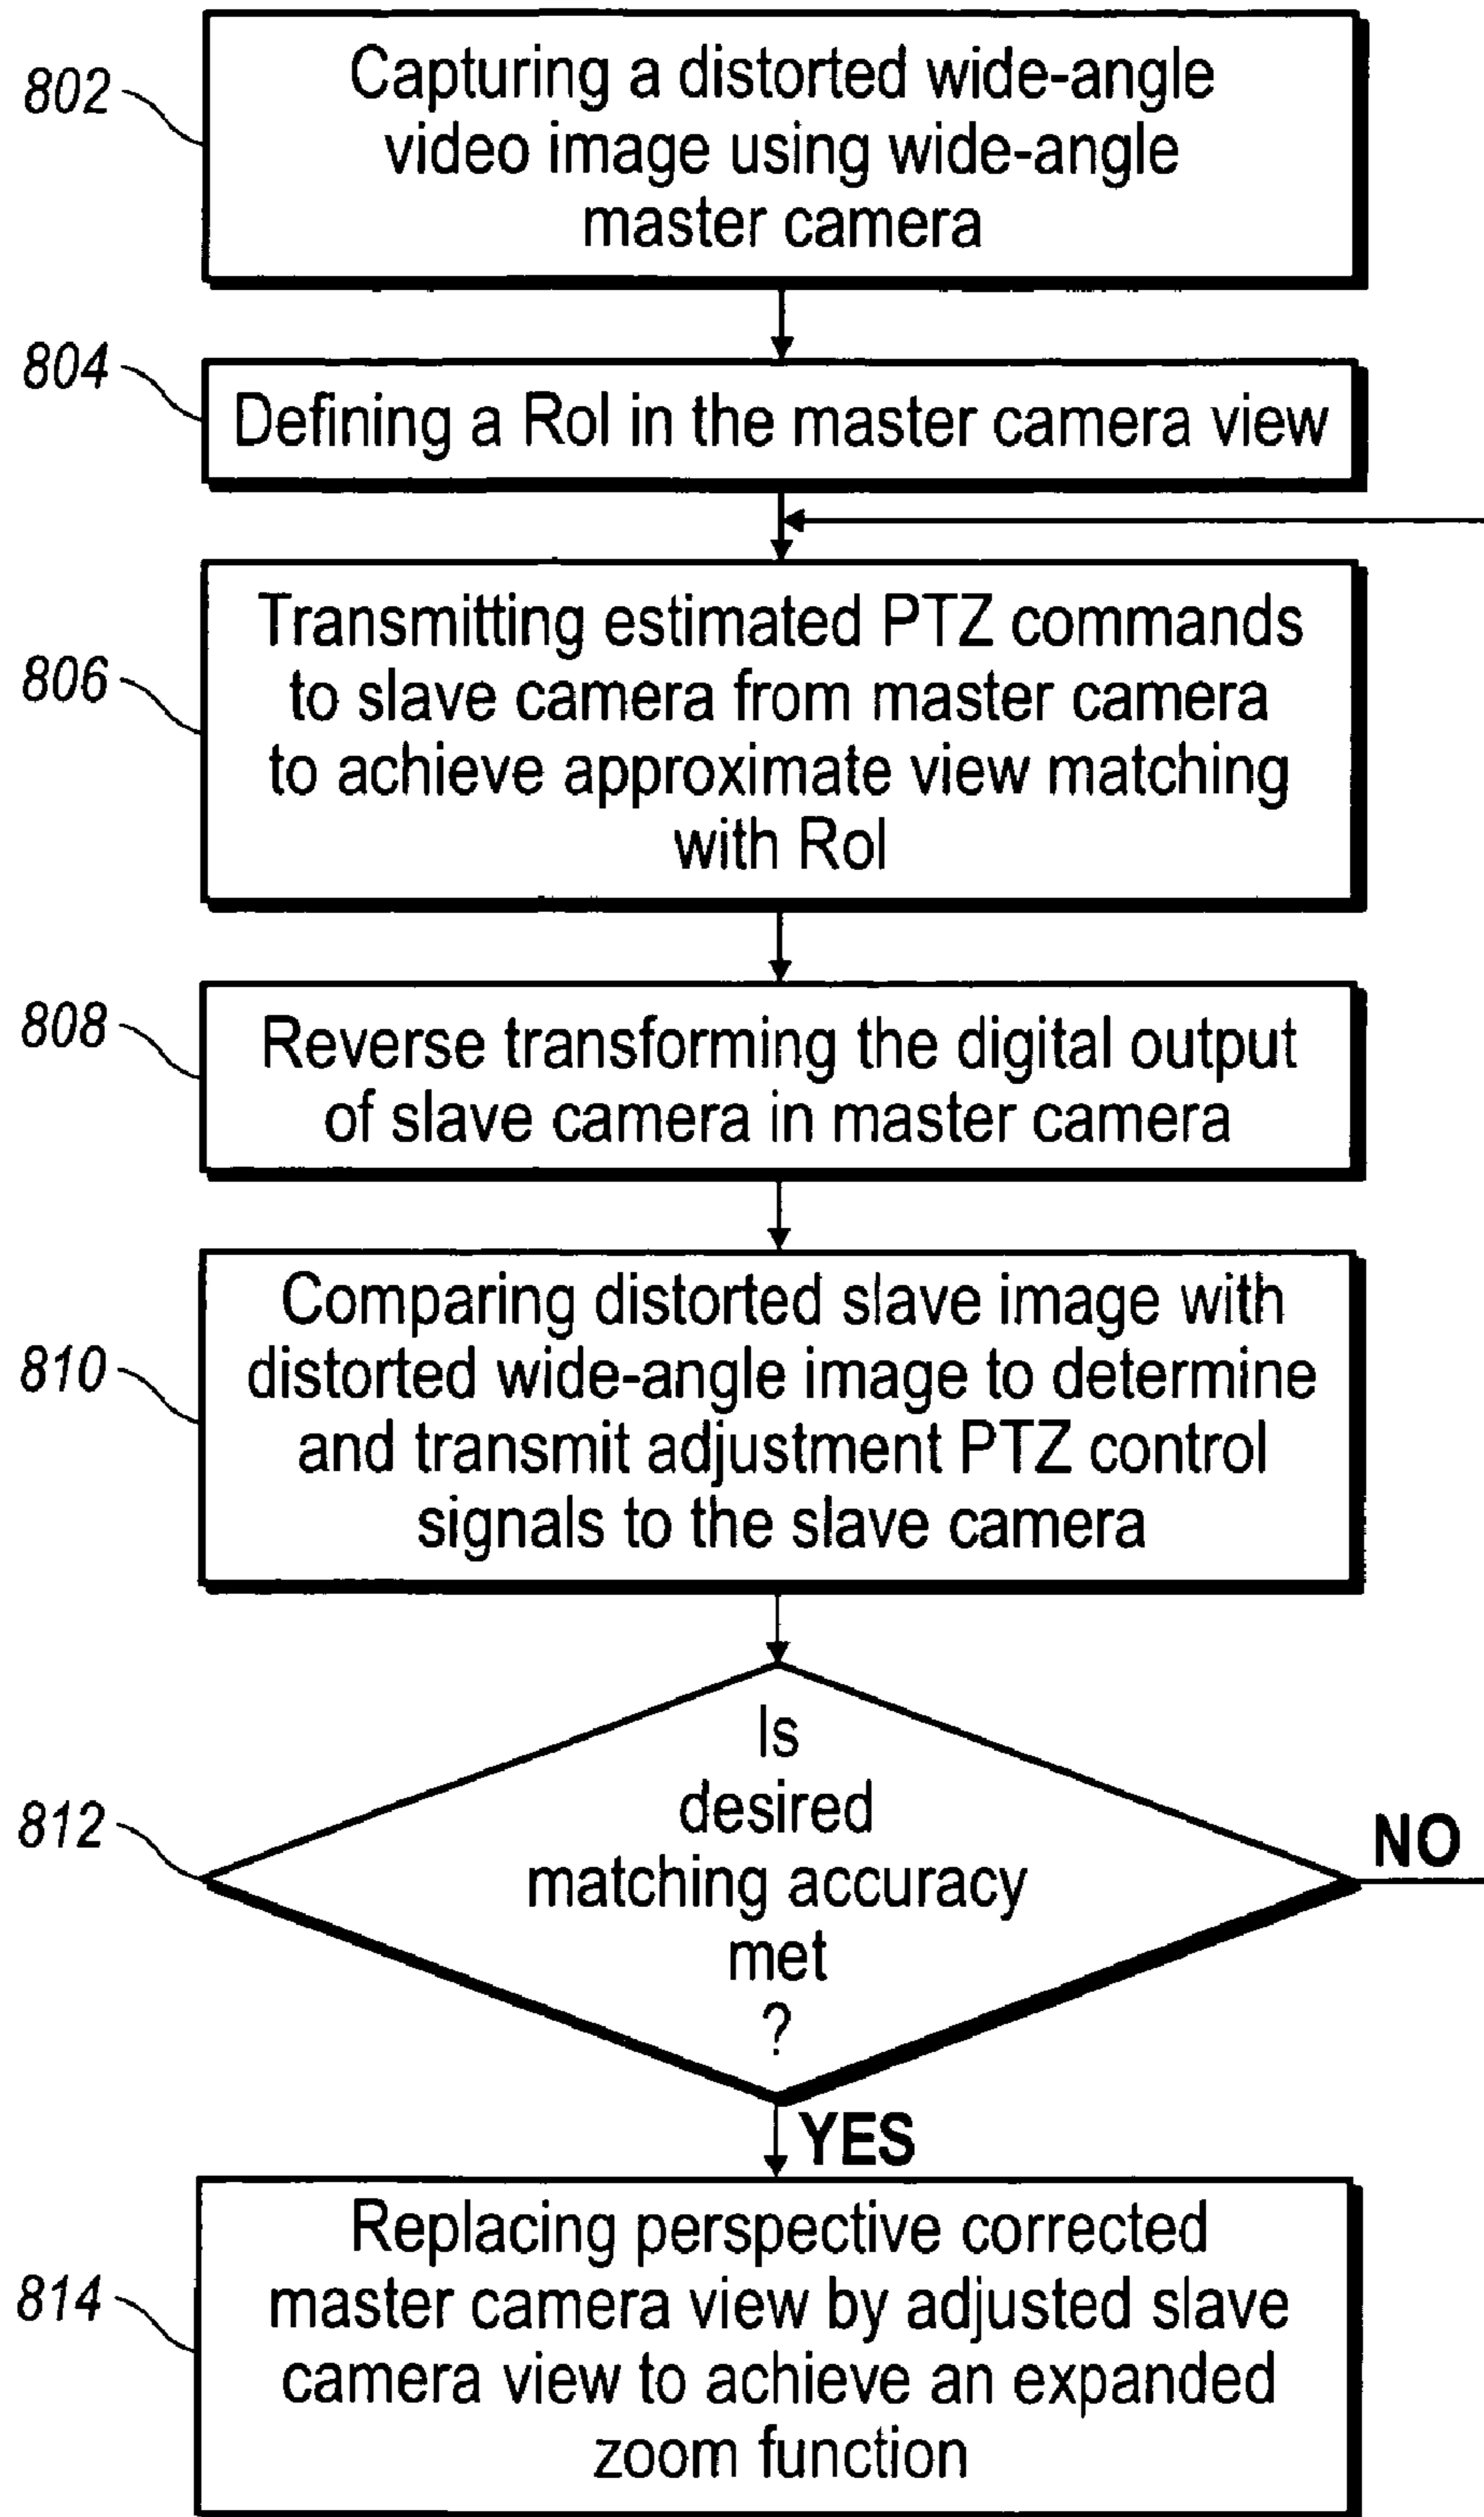 802
Capturing a distorted wide-angle
video image using wide-angle
master camera
804
Defining a RoI in the master camera view
806
Transmitting estimated PTZ commands
to slave camera from master camera
to achieve approximate view matching
with RoI
808
Reverse transforming the digital output
of slave camera in master camera
810
Comparing distorted slave image with
distorted wide-angle image to determine
and transmit adjustment PTZ control
signals to the slave camera
812
Is
desired
matching accuracy
met
?
NO
YES
814
Replacing perspective corrected
master camera view by adjusted slave
camera view to achieve an expanded
zoom function